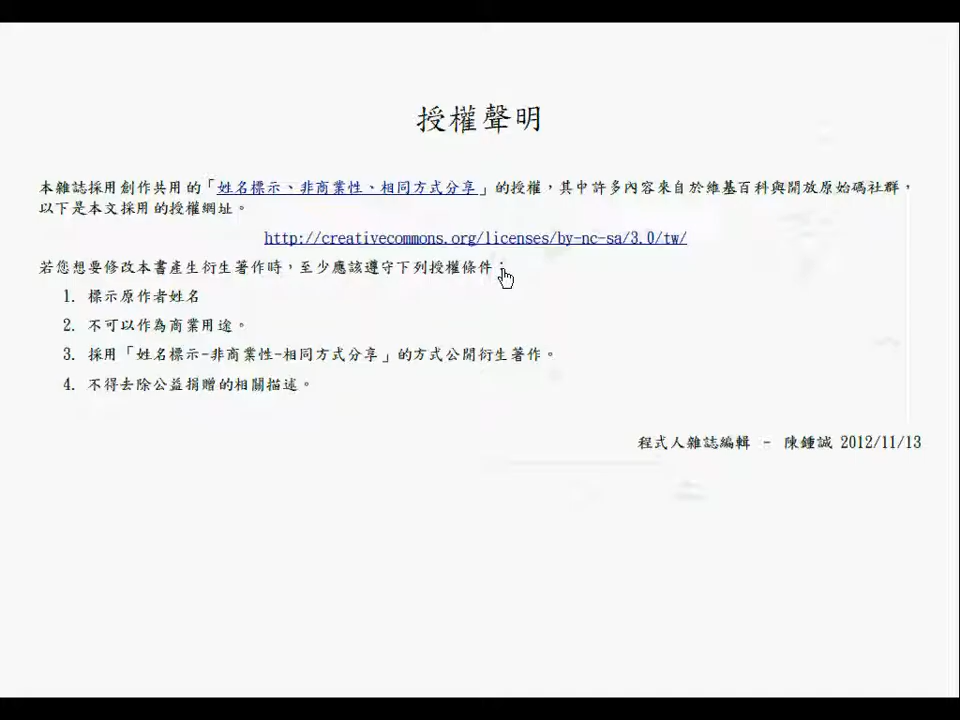 授權聲明
本雜誌採用創作共用的「姓名標示、非商業性、相同方式分享」的授權，其中許多內容來自於維基百科與開放原始碼社群，
以下是本文採用的授權網址。
http://creativecommons.org/licenses/by-nc-sa/3.0/tw/
若您想要修改本書產生衍生著作時，至少應該遵守下列授權條件：
1. 標示原作者姓名
2. 不可以作為商業用途。
3. 採用「姓名標示-非商業性-相同方式分享」的方式公開衍生著作。
4. 不得去除公益捐贈的相關描述。
程式人雜誌編輯 - 陳鍾誠 2012/11/13